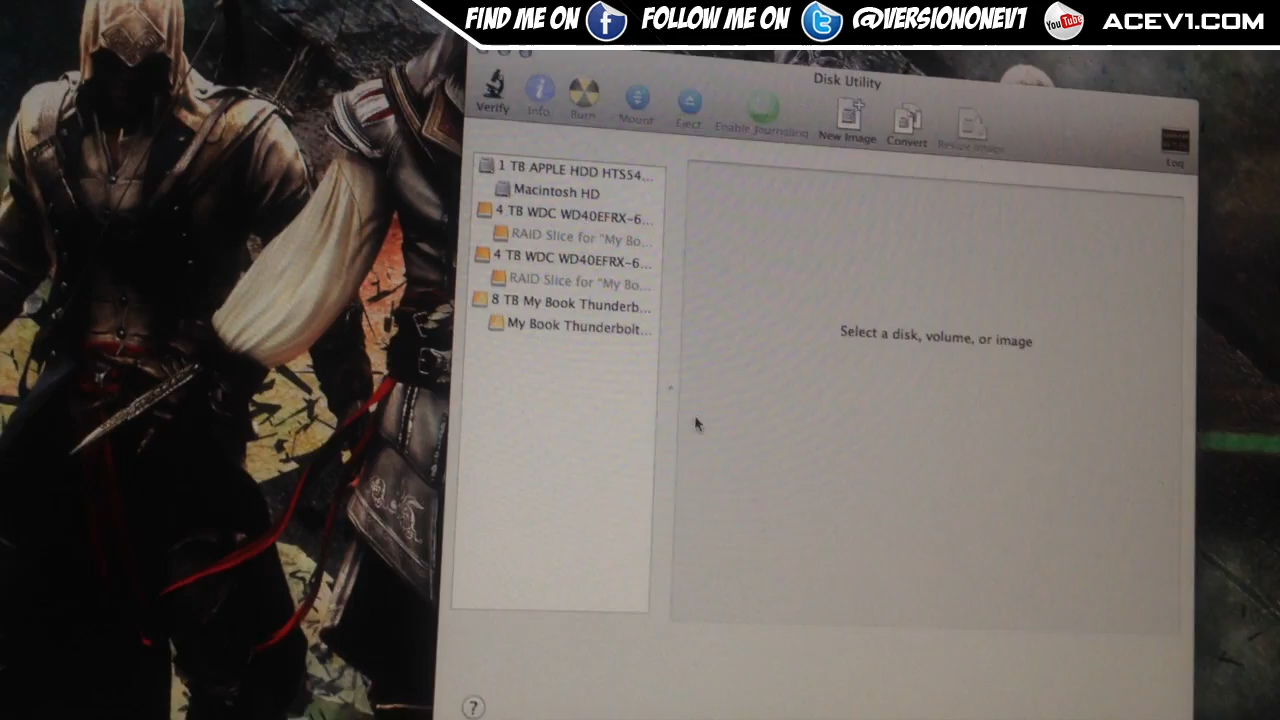 FIND ME ON FOLLOW ME ON @VERSIONONEV1 YouTube ACEV1.COM
Disk Utility
Verify Info Burn Mount Eject Enable Journaling New Image Convert Resize Image Log
1 TB APPLE HDD HTS54...
Macintosh HD
4 TB WDC WD40EFRX-6...
RAID Slice for "My Bo...
4 TB WDC WD40EFRX-6...
RAID Slice for "My Bo...
8 TB My Book Thunderb...
My Book Thunderbolt...
Select a disk, volume, or image
?